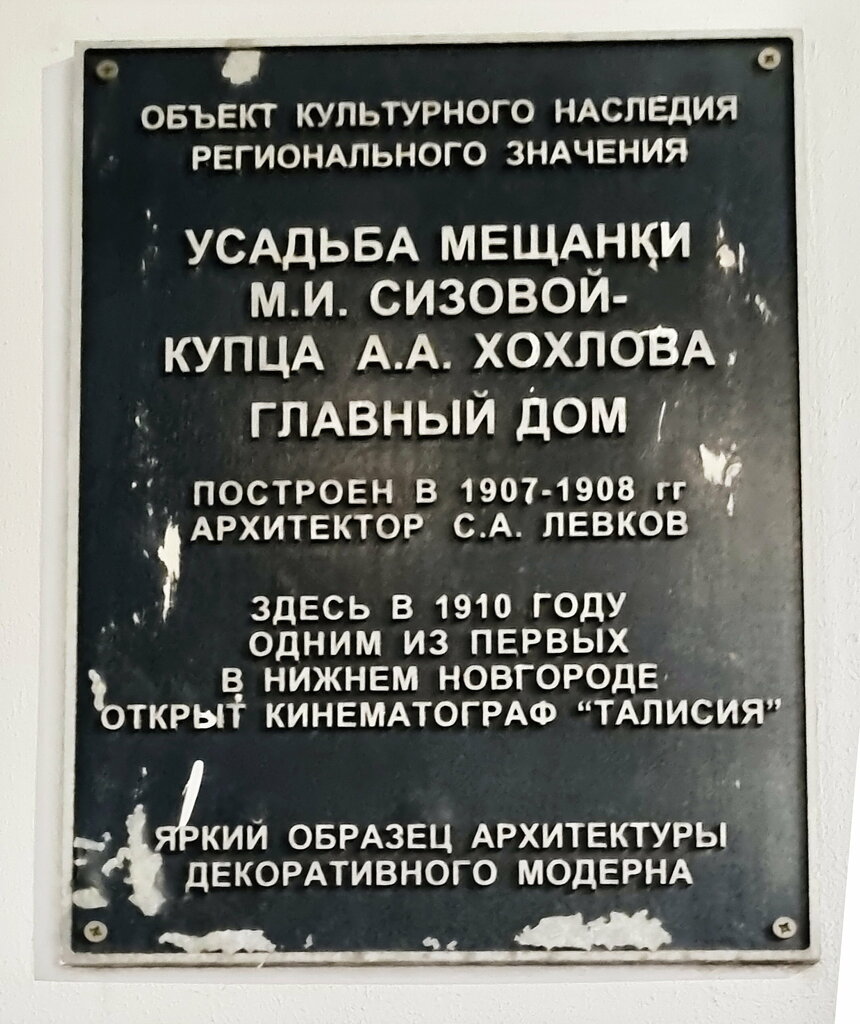 ОБЪЕКТ КУЛЬТУРНОГО НАСЛЕДИЯ
РЕГИОНАЛЬНОГО ЗНАЧЕНИЯ
УСАДЬБА МЕЩАНКИ
М.И. СИЗОВОЙ-
КУПЦА А.А. ХОХЛОВА
ГЛАВНЫЙ ДОМ
ПОСТРОЕН В 1907-1908 гг
АРХИТЕКТОР С.А. ЛЕВКОВ
ЗДЕСЬ В 1910 ГОДУ
ОДНИМ ИЗ ПЕРВЫХ
В НИЖНЕМ НОВГОРОДЕ
ОТКРЫТ КИНЕМАТОГРАФ “ТАЛИСИЯ”
ЯРКИЙ ОБРАЗЕЦ АРХИТЕКТУРЫ
ДЕКОРАТИВНОГО МОДЕРНА